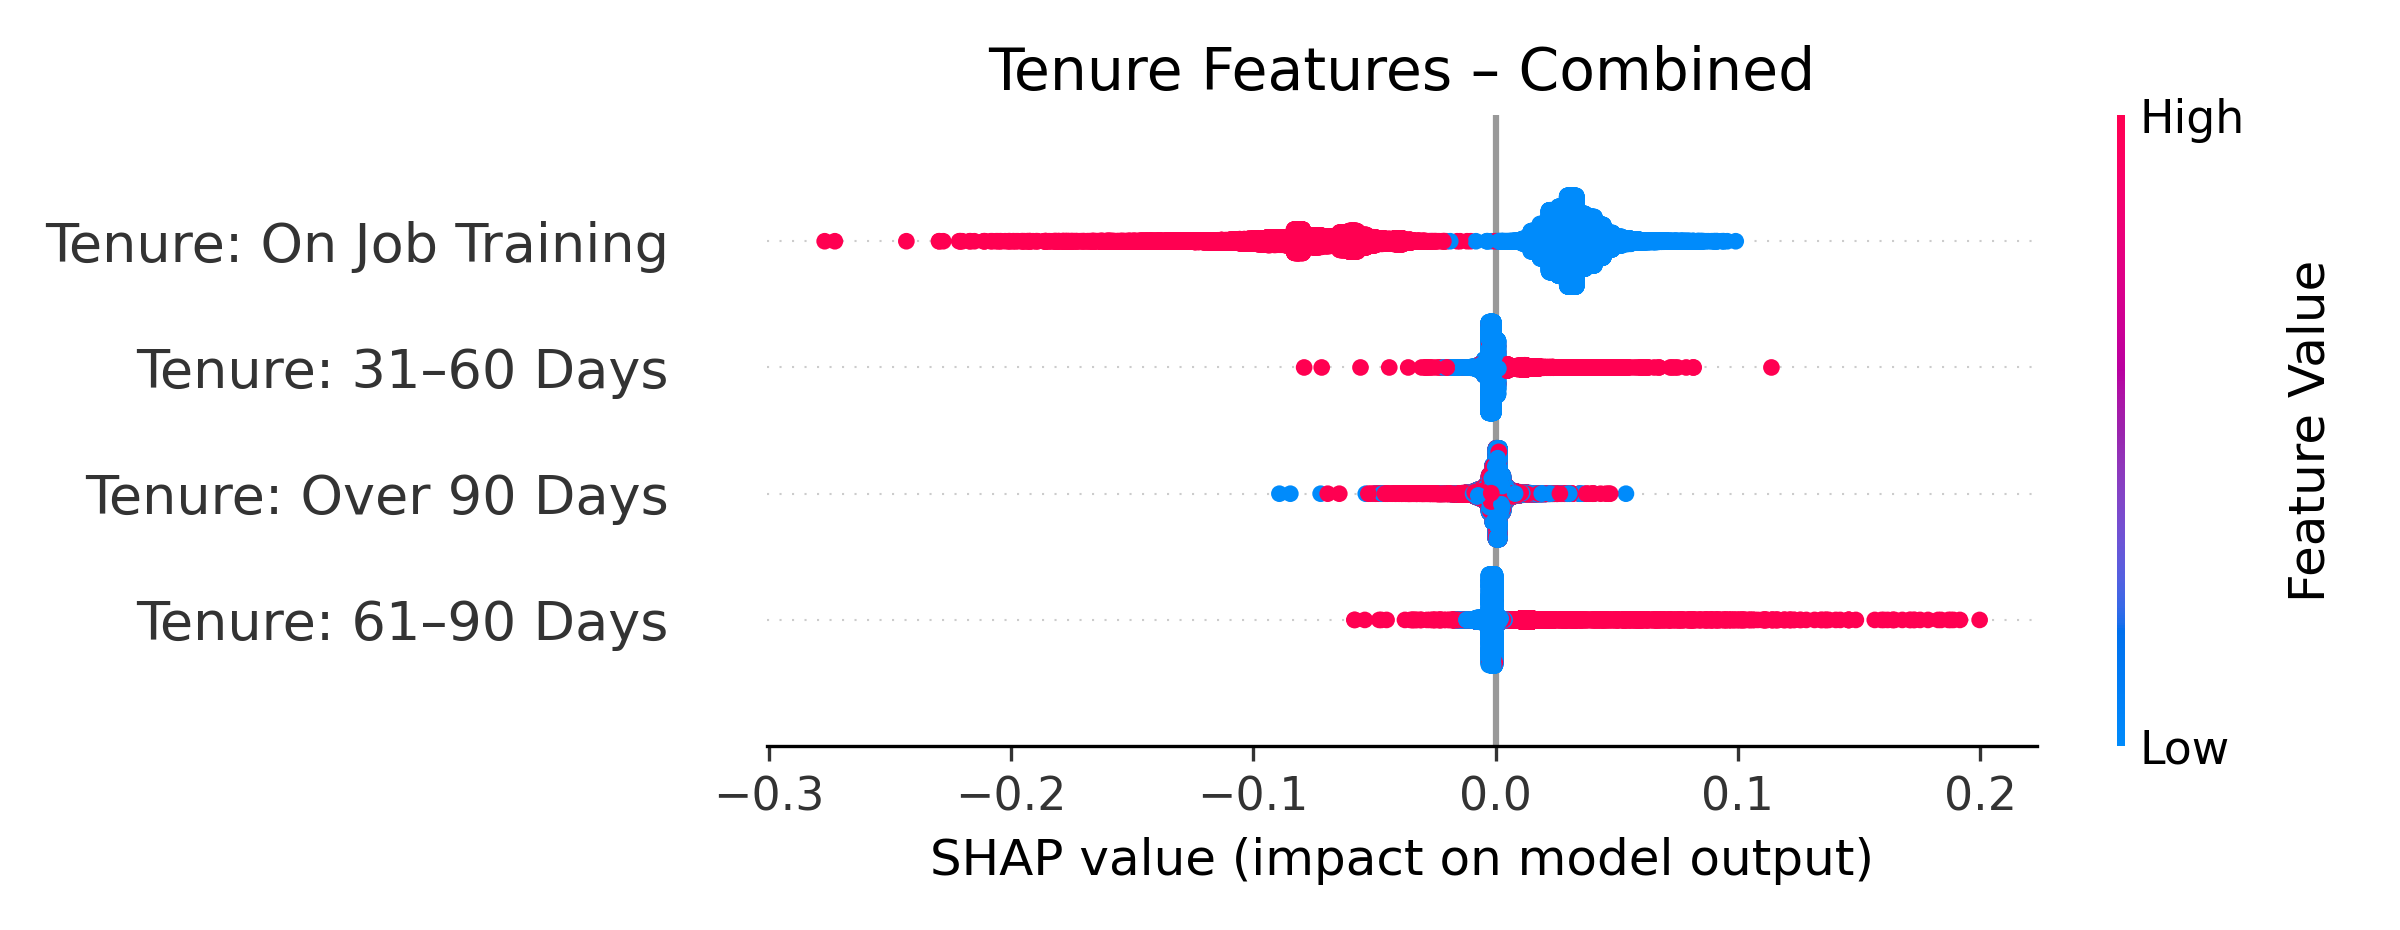 Tenure Features – Combined
High
Tenure: On Job Training
Tenure: 31–60 Days
Tenure: Over 90 Days
Tenure: 61–90 Days
Feature Value
Low
−0.3 −0.2 −0.1 0.0 0.1 0.2
SHAP value (impact on model output)